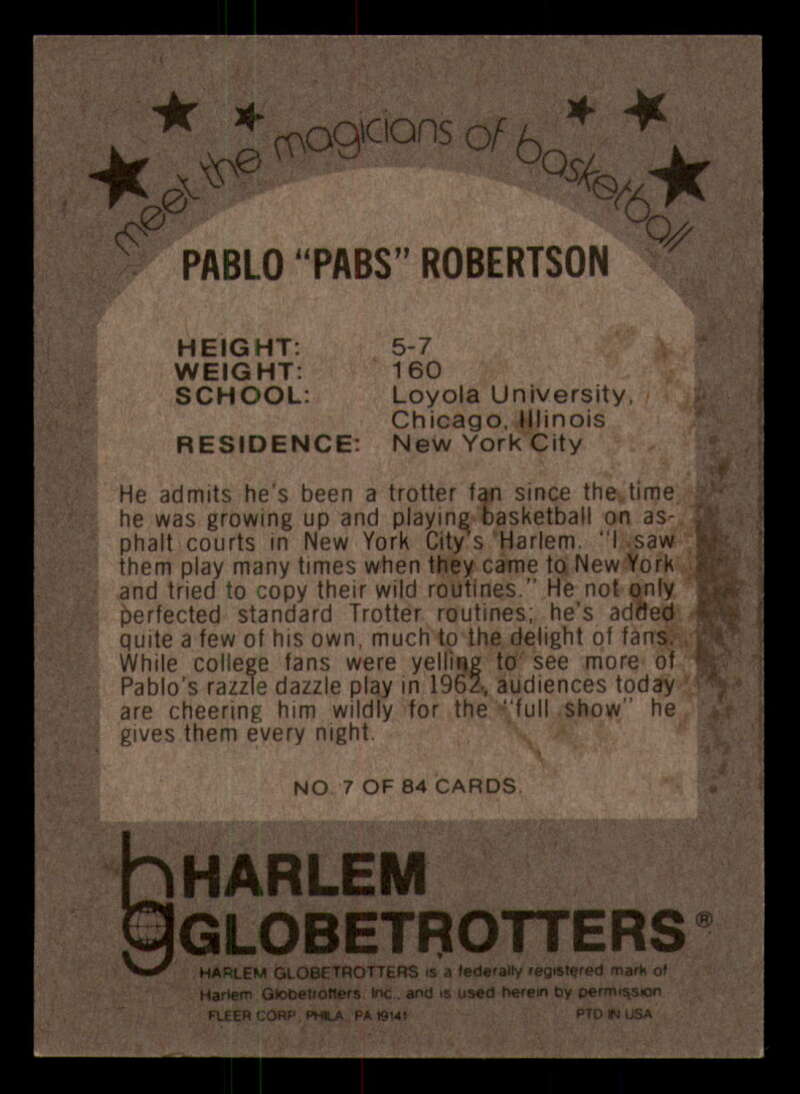 meet the magicians of basketball
PABLO “PABS” ROBERTSON
HEIGHT: 5-7
WEIGHT: 160
SCHOOL: Loyola University,
Chicago, Illinois
RESIDENCE: New York City
He admits he's been a trotter fan since the time
he was growing up and playing basketball on as-
phalt courts in New York City's Harlem. "I saw
them play many times when they came to New York
and tried to copy their wild routines." He not only
perfected standard Trotter routines; he's added
quite a few of his own, much to the delight of fans.
While college fans were yelling to see more of
Pablo's razzle dazzle play in 1962, audiences today
are cheering him wildly for the "full show" he
gives them every night.
NO. 7 OF 84 CARDS
hg HARLEM
GLOBETROTTERS®
HARLEM GLOBETROTTERS is a federally registered mark of
Harlem Globetrotters, Inc., and is used herein by permission
FLEER CORP., PHILA. PA 19141 PTD IN USA